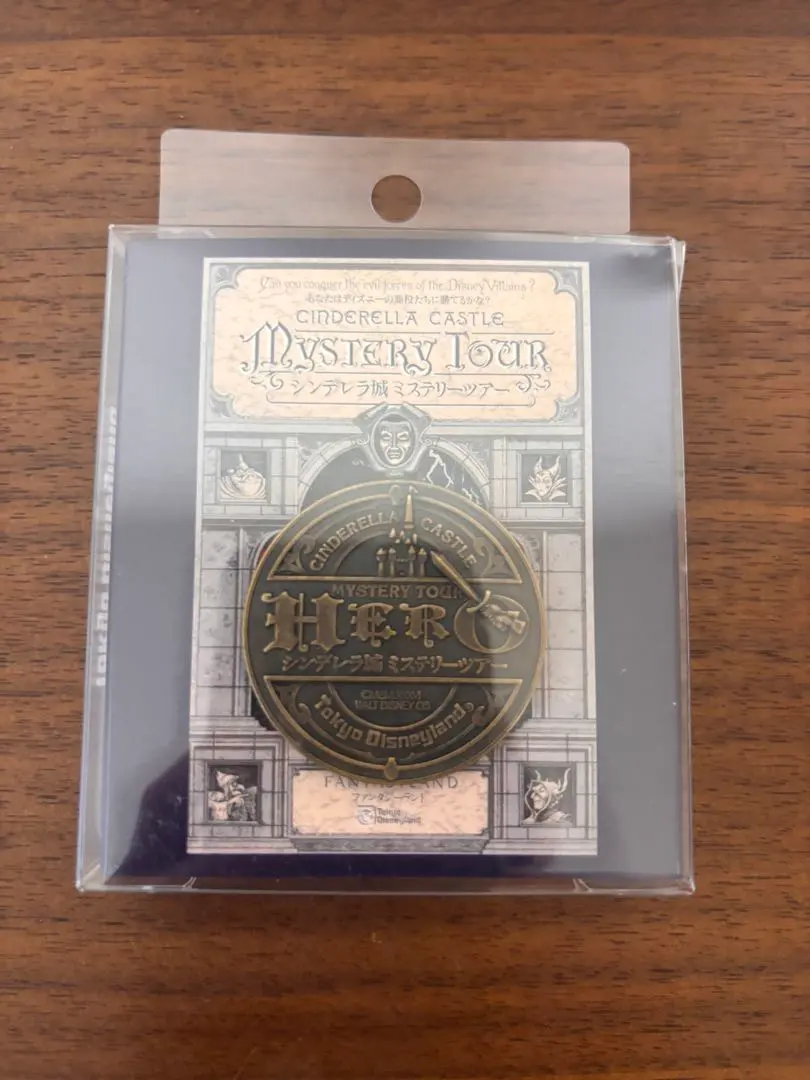 Can you conquer the evil forces of the Disney Villains?
あなたはディズニーの悪役たちに勝てるかな?
CINDERELLA CASTLE
MYSTERY TOUR
シンデレラ城 ミステリーツアー
CINDERELLA CASTLE
MYSTERY TOUR
HERO
シンデレラ城 ミステリーツアー
WALT DISNEY CO
Tokyo Disneyland
LAND
ファンタジーランド
Tokyo
Disneyland